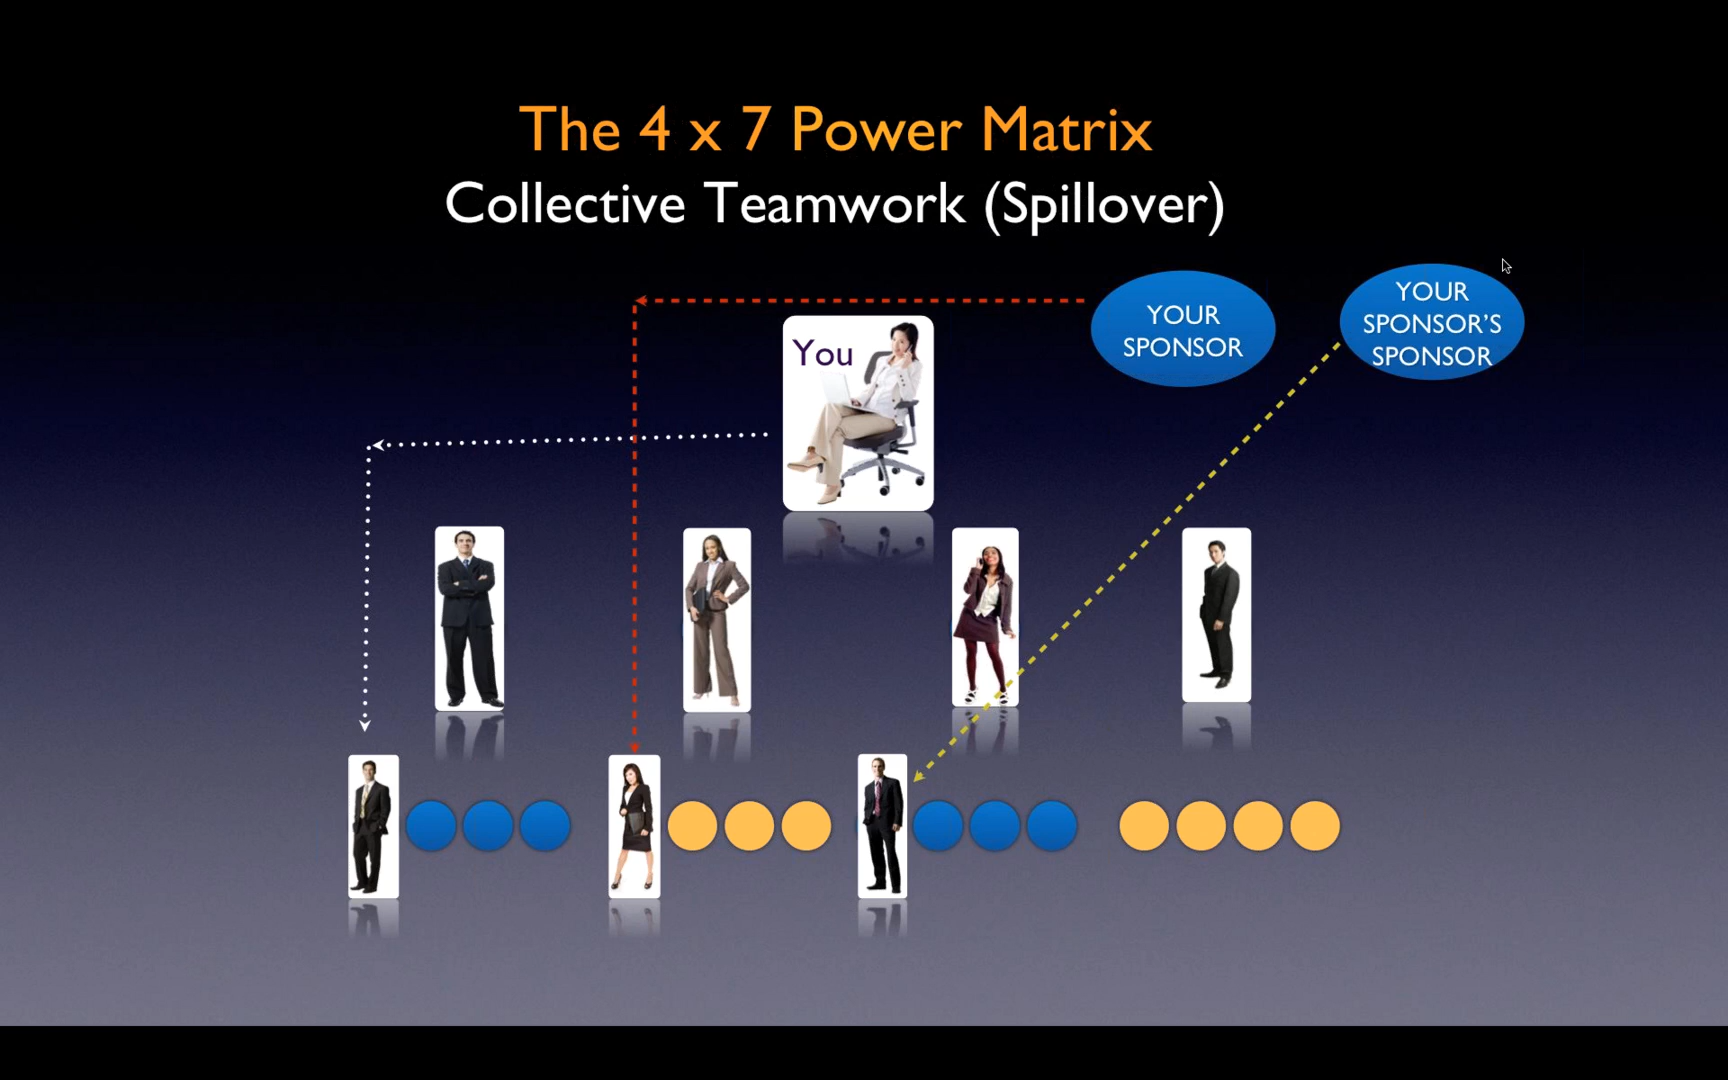 The 4 x 7 Power Matrix
Collective Teamwork (Spillover)
You
YOUR
SPONSOR
YOUR
SPONSOR’S
SPONSOR